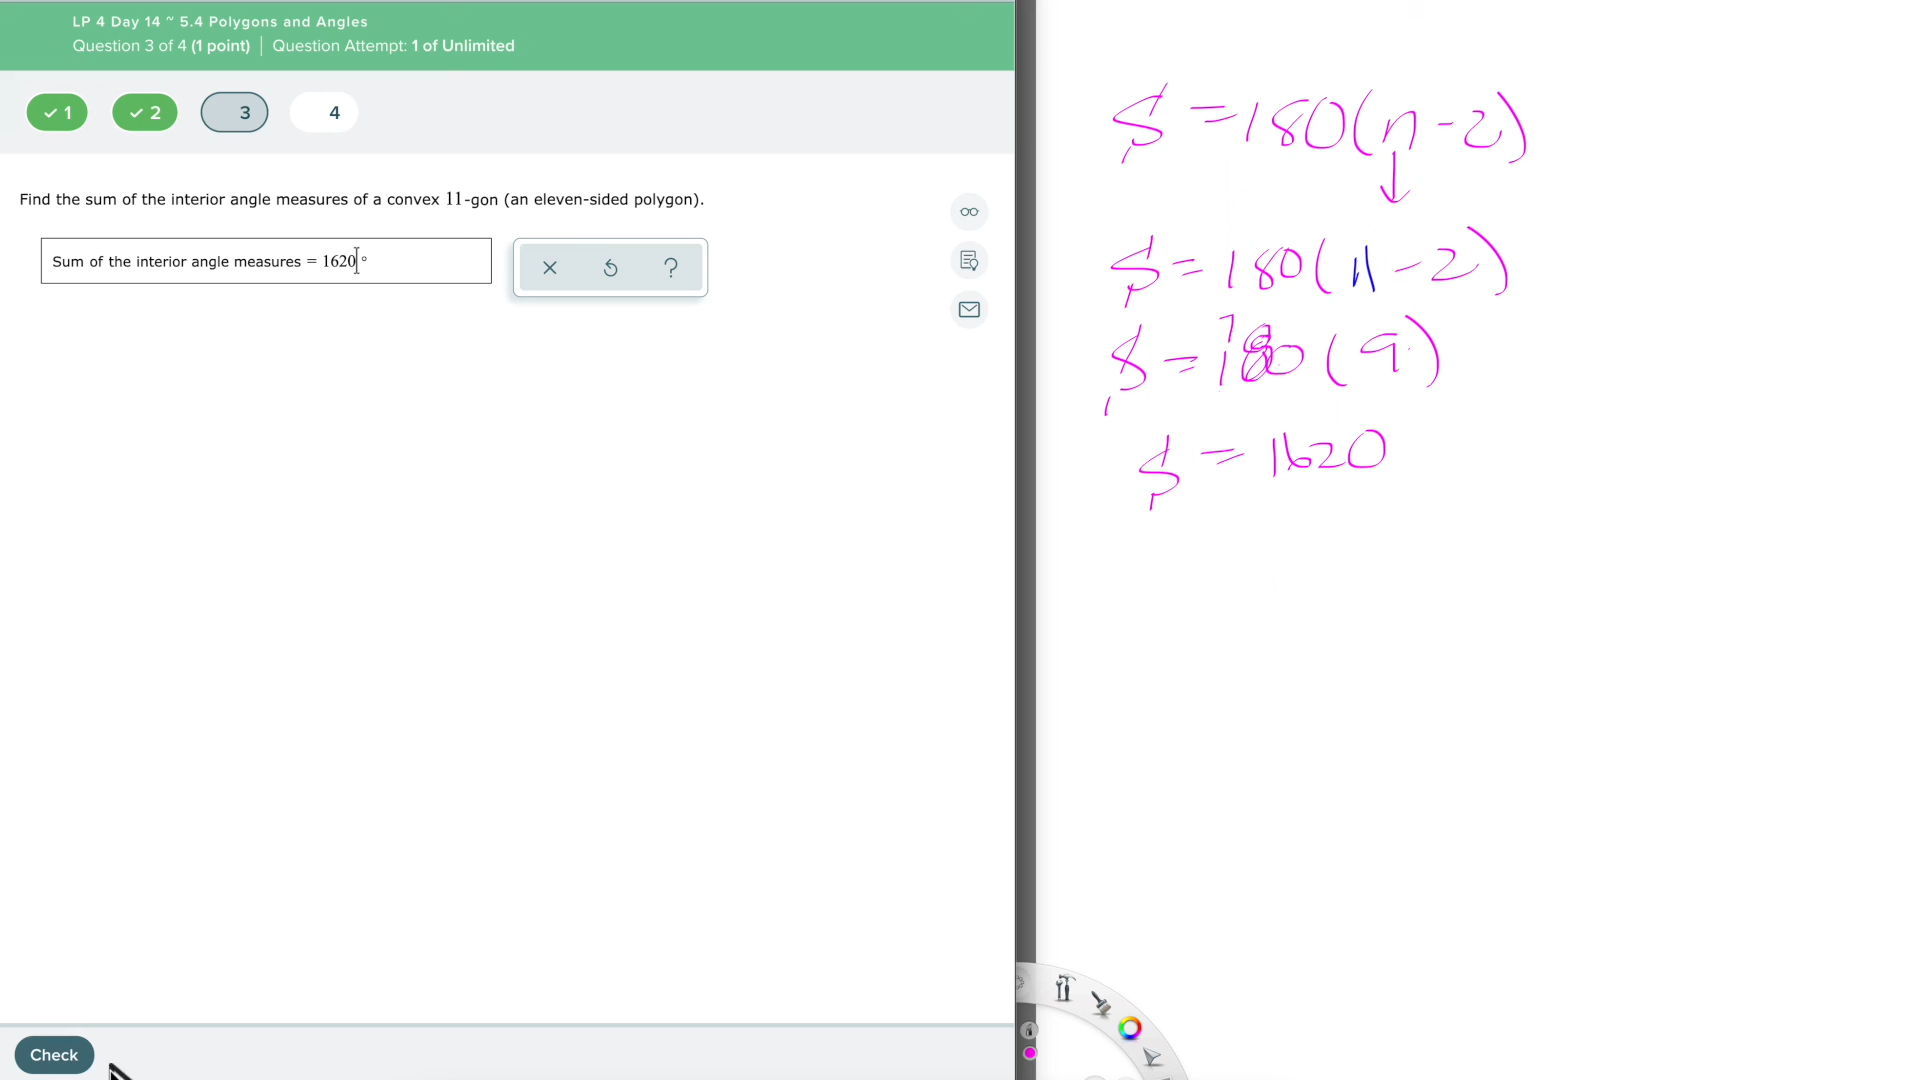 LP 4 Day 14 ~ 5.4 Polygons and Angles
Question 3 of 4 (1 point) | Question Attempt: 1 of Unlimited
✓ 1 ✓ 2 3 4
Find the sum of the interior angle measures of a convex 11-gon (an eleven-sided polygon).
Sum of the interior angle measures = 1620°
?
Check
S = 180(n-2)
S = 180(11-2)
7
S = 180(9)
S = 1620